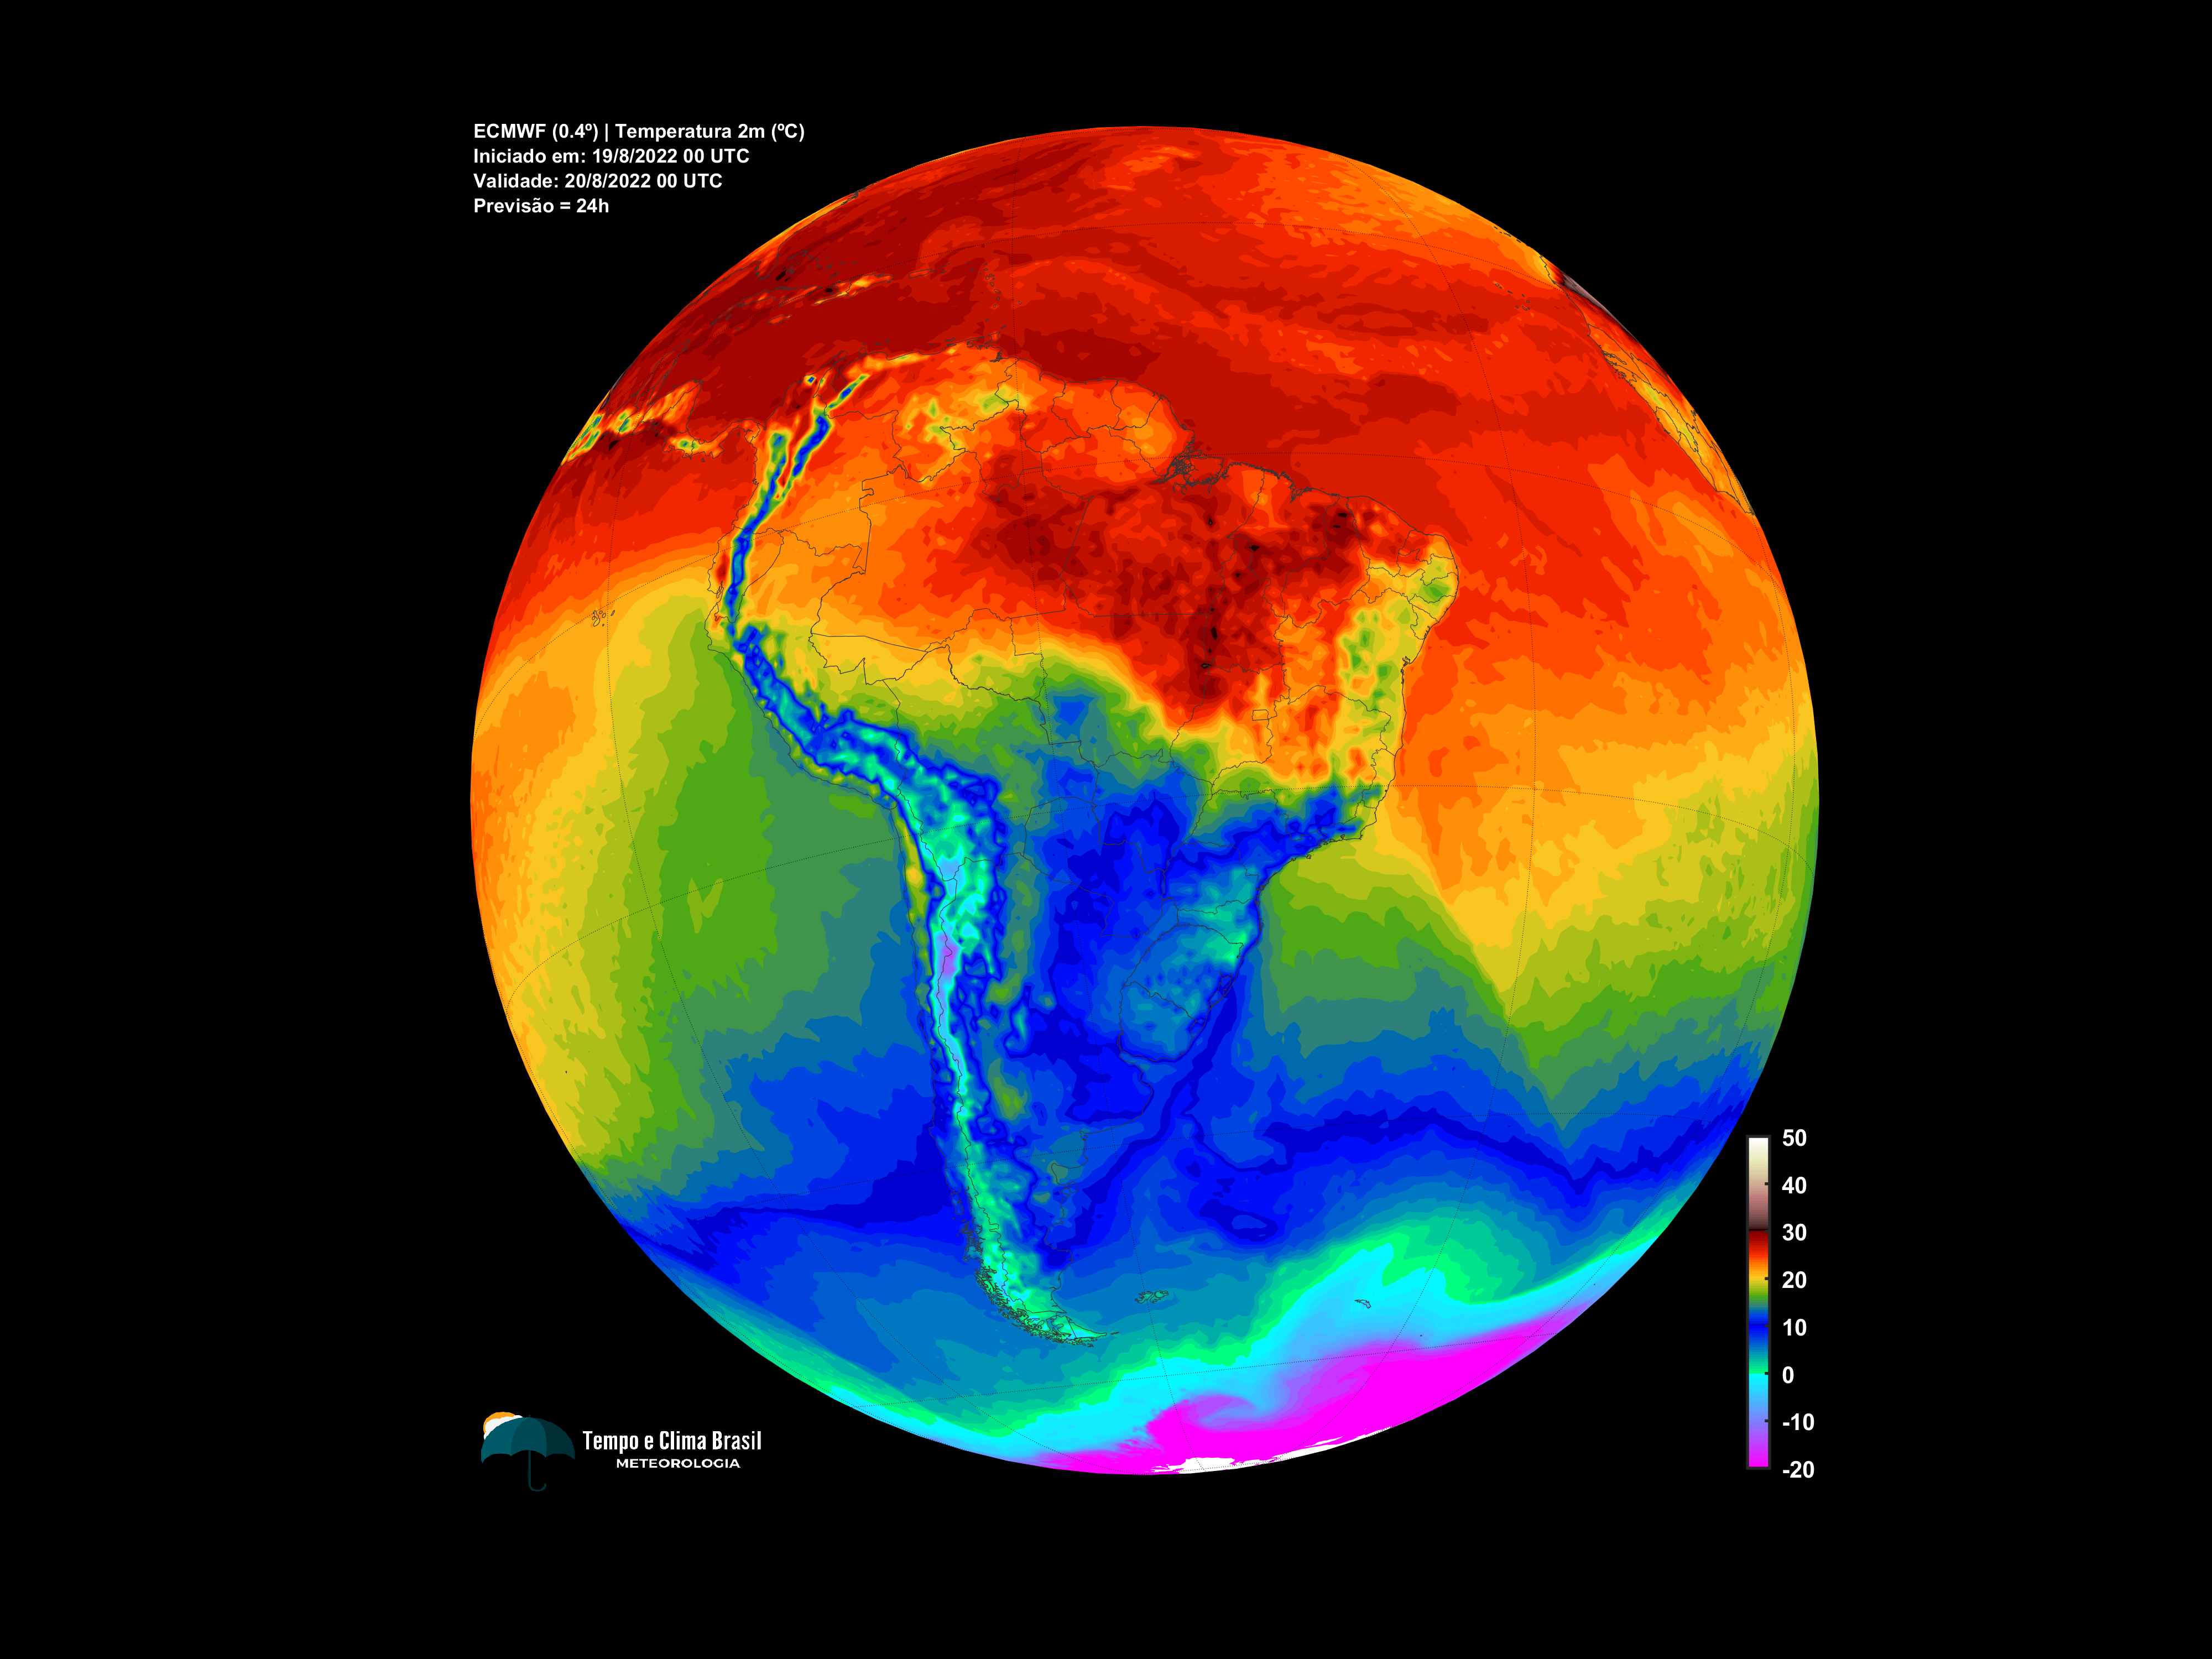 ECMWF (0.4º) | Temperatura 2m (ºC)
Iniciado em: 19/8/2022 00 UTC
Validade: 20/8/2022 00 UTC
Previsão = 24h
50
40
30
20
10
0
-10
-20
Tempo e Clima Brasil
METEOROLOGIA